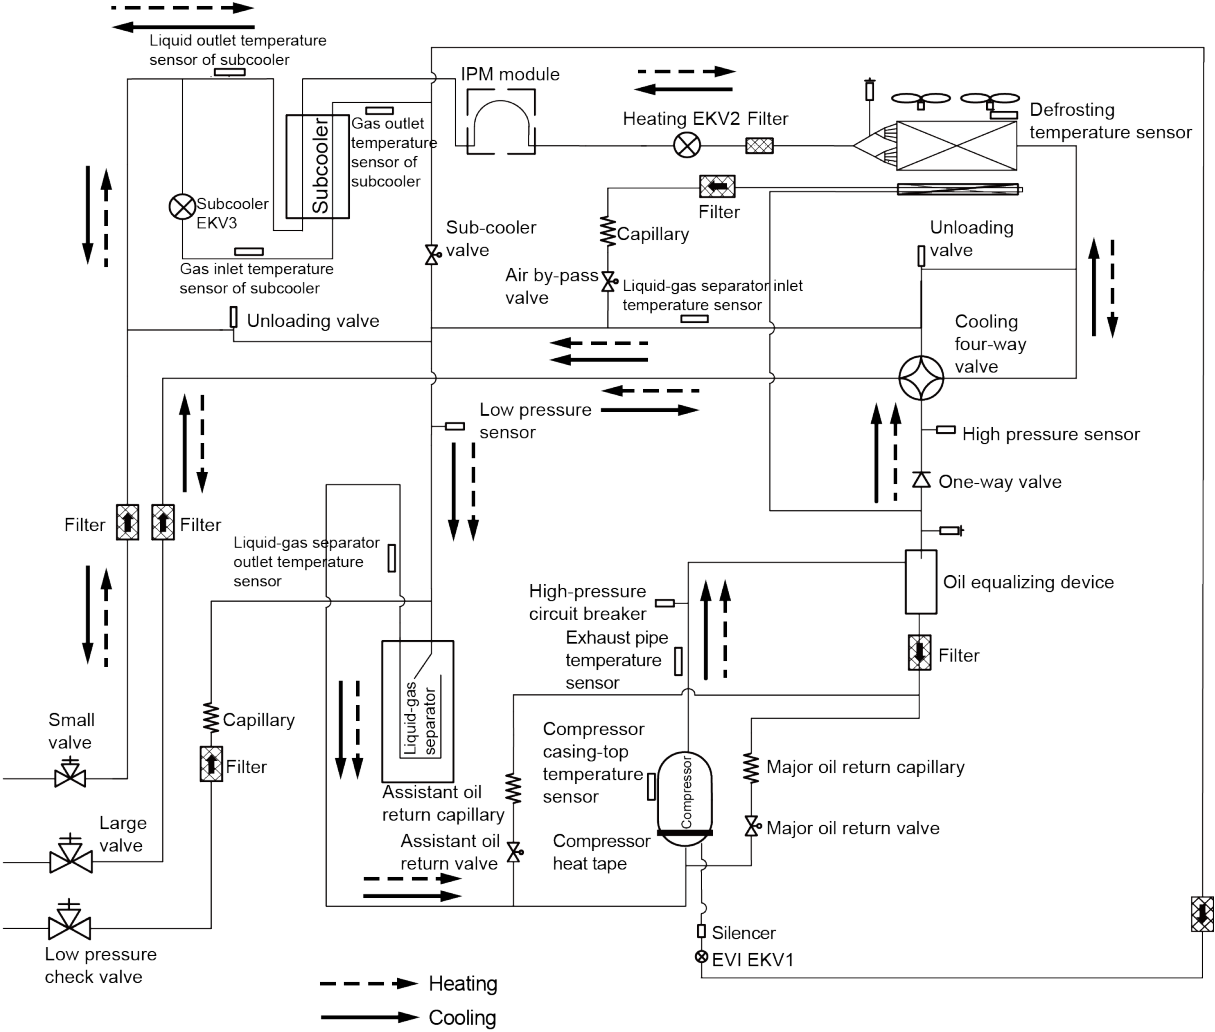 Liquid outlet temperature
sensor of subcooler
IPM module
Heating EKV2 Filter
Defrosting
temperature sensor
Subcooler
Gas outlet
temperature
sensor of
subcooler
Subcooler
EKV3
Filter
Capillary
Sub-cooler
valve
Unloading
valve
Gas inlet temperature
sensor of subcooler
Air by-pass
valve
Liquid-gas separator inlet
temperature sensor
Unloading valve
Cooling
four-way
valve
Low pressure
sensor
High pressure sensor
One-way valve
Filter
Filter
Liquid-gas separator
outlet temperature
sensor
Oil equalizing device
High-pressure
circuit breaker
Exhaust pipe
temperature
sensor
Filter
Liquid-gas
separator
Small
valve
Capillary
Filter
Compressor
casing-top
temperature
sensor
Compressor
Major oil return capillary
Assistant oil
return capillary
Large
valve
Assistant oil
return valve
Compressor
heat tape
Major oil return valve
Low pressure
check valve
Silencer
EVI EKV1
Heating
Cooling